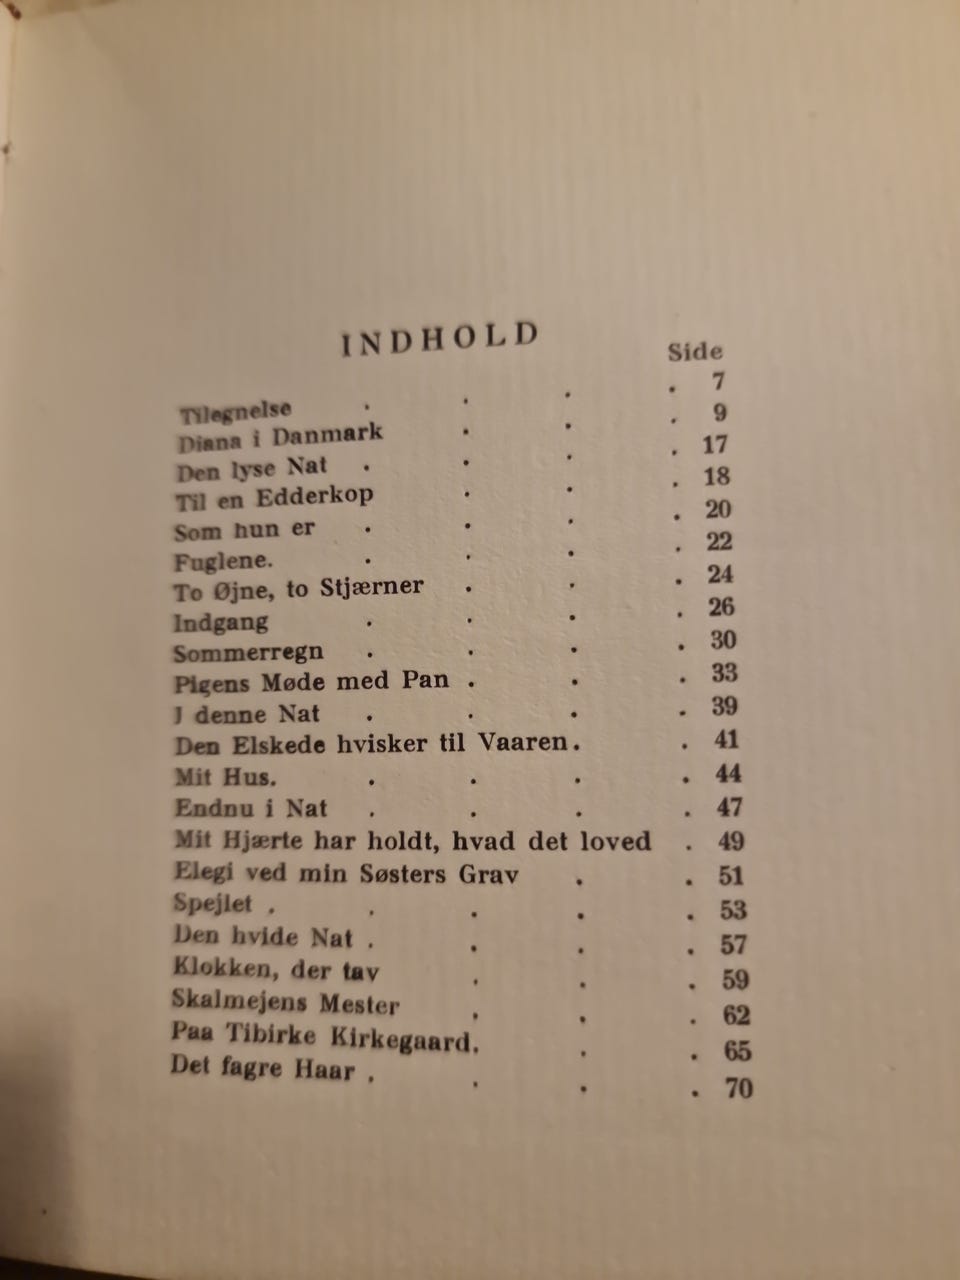 INDHOLD
Side
Tilegnelse . . . . 7
Diana i Danmark . . . 9
Den lyse Nat . . . . 17
Til en Edderkop . . . 18
Som hun er . . . . 20
Fuglene. . . . . 22
To Øjne, to Stjærner . . . 24
Indgang . . . . 26
Sommerregn . . . . 30
Pigens Møde med Pan . . . 33
I denne Nat . . . . 39
Den Elskede hvisker til Vaaren. . 41
Mit Hus. . . . . 44
Endnu i Nat . . . . 47
Mit Hjærte har holdt, hvad det loved . 49
Elegi ved min Søsters Grav . . 51
Spejlet . . . . . 53
Den hvide Nat . . . . 57
Klokken, der tav . . . 59
Skalmejens Mester . . . 62
Paa Tibirke Kirkegaard. . . 65
Det fagre Haar . . . . 70